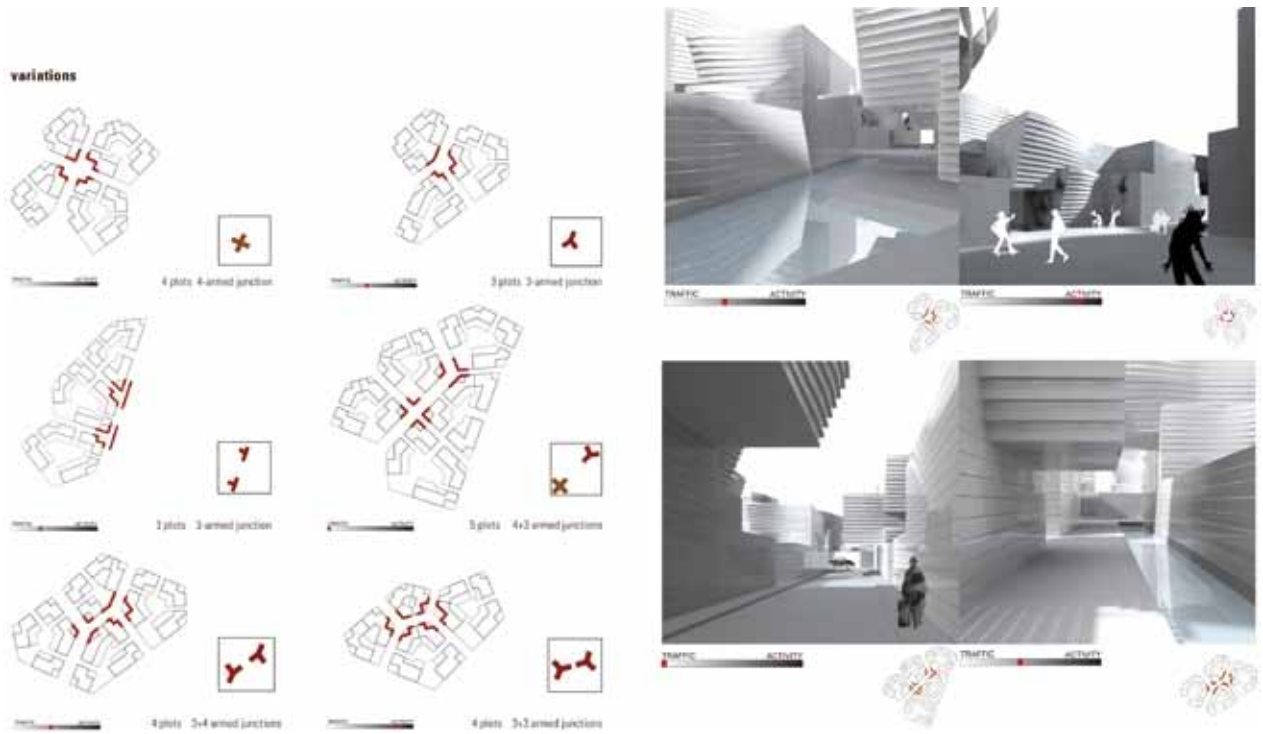 variations
4 plots 4-armed junction
3 plots 3-armed junction
3 plots 3-armed junction
5 plots 4+3 armed junctions
4 plots 3+4 armed junctions
4 plots 3+3 armed junctions
TRAFFIC ACTIVITY
TRAFFIC ACTIVITY
TRAFFIC ACTIVITY
TRAFFIC ACTIVITY